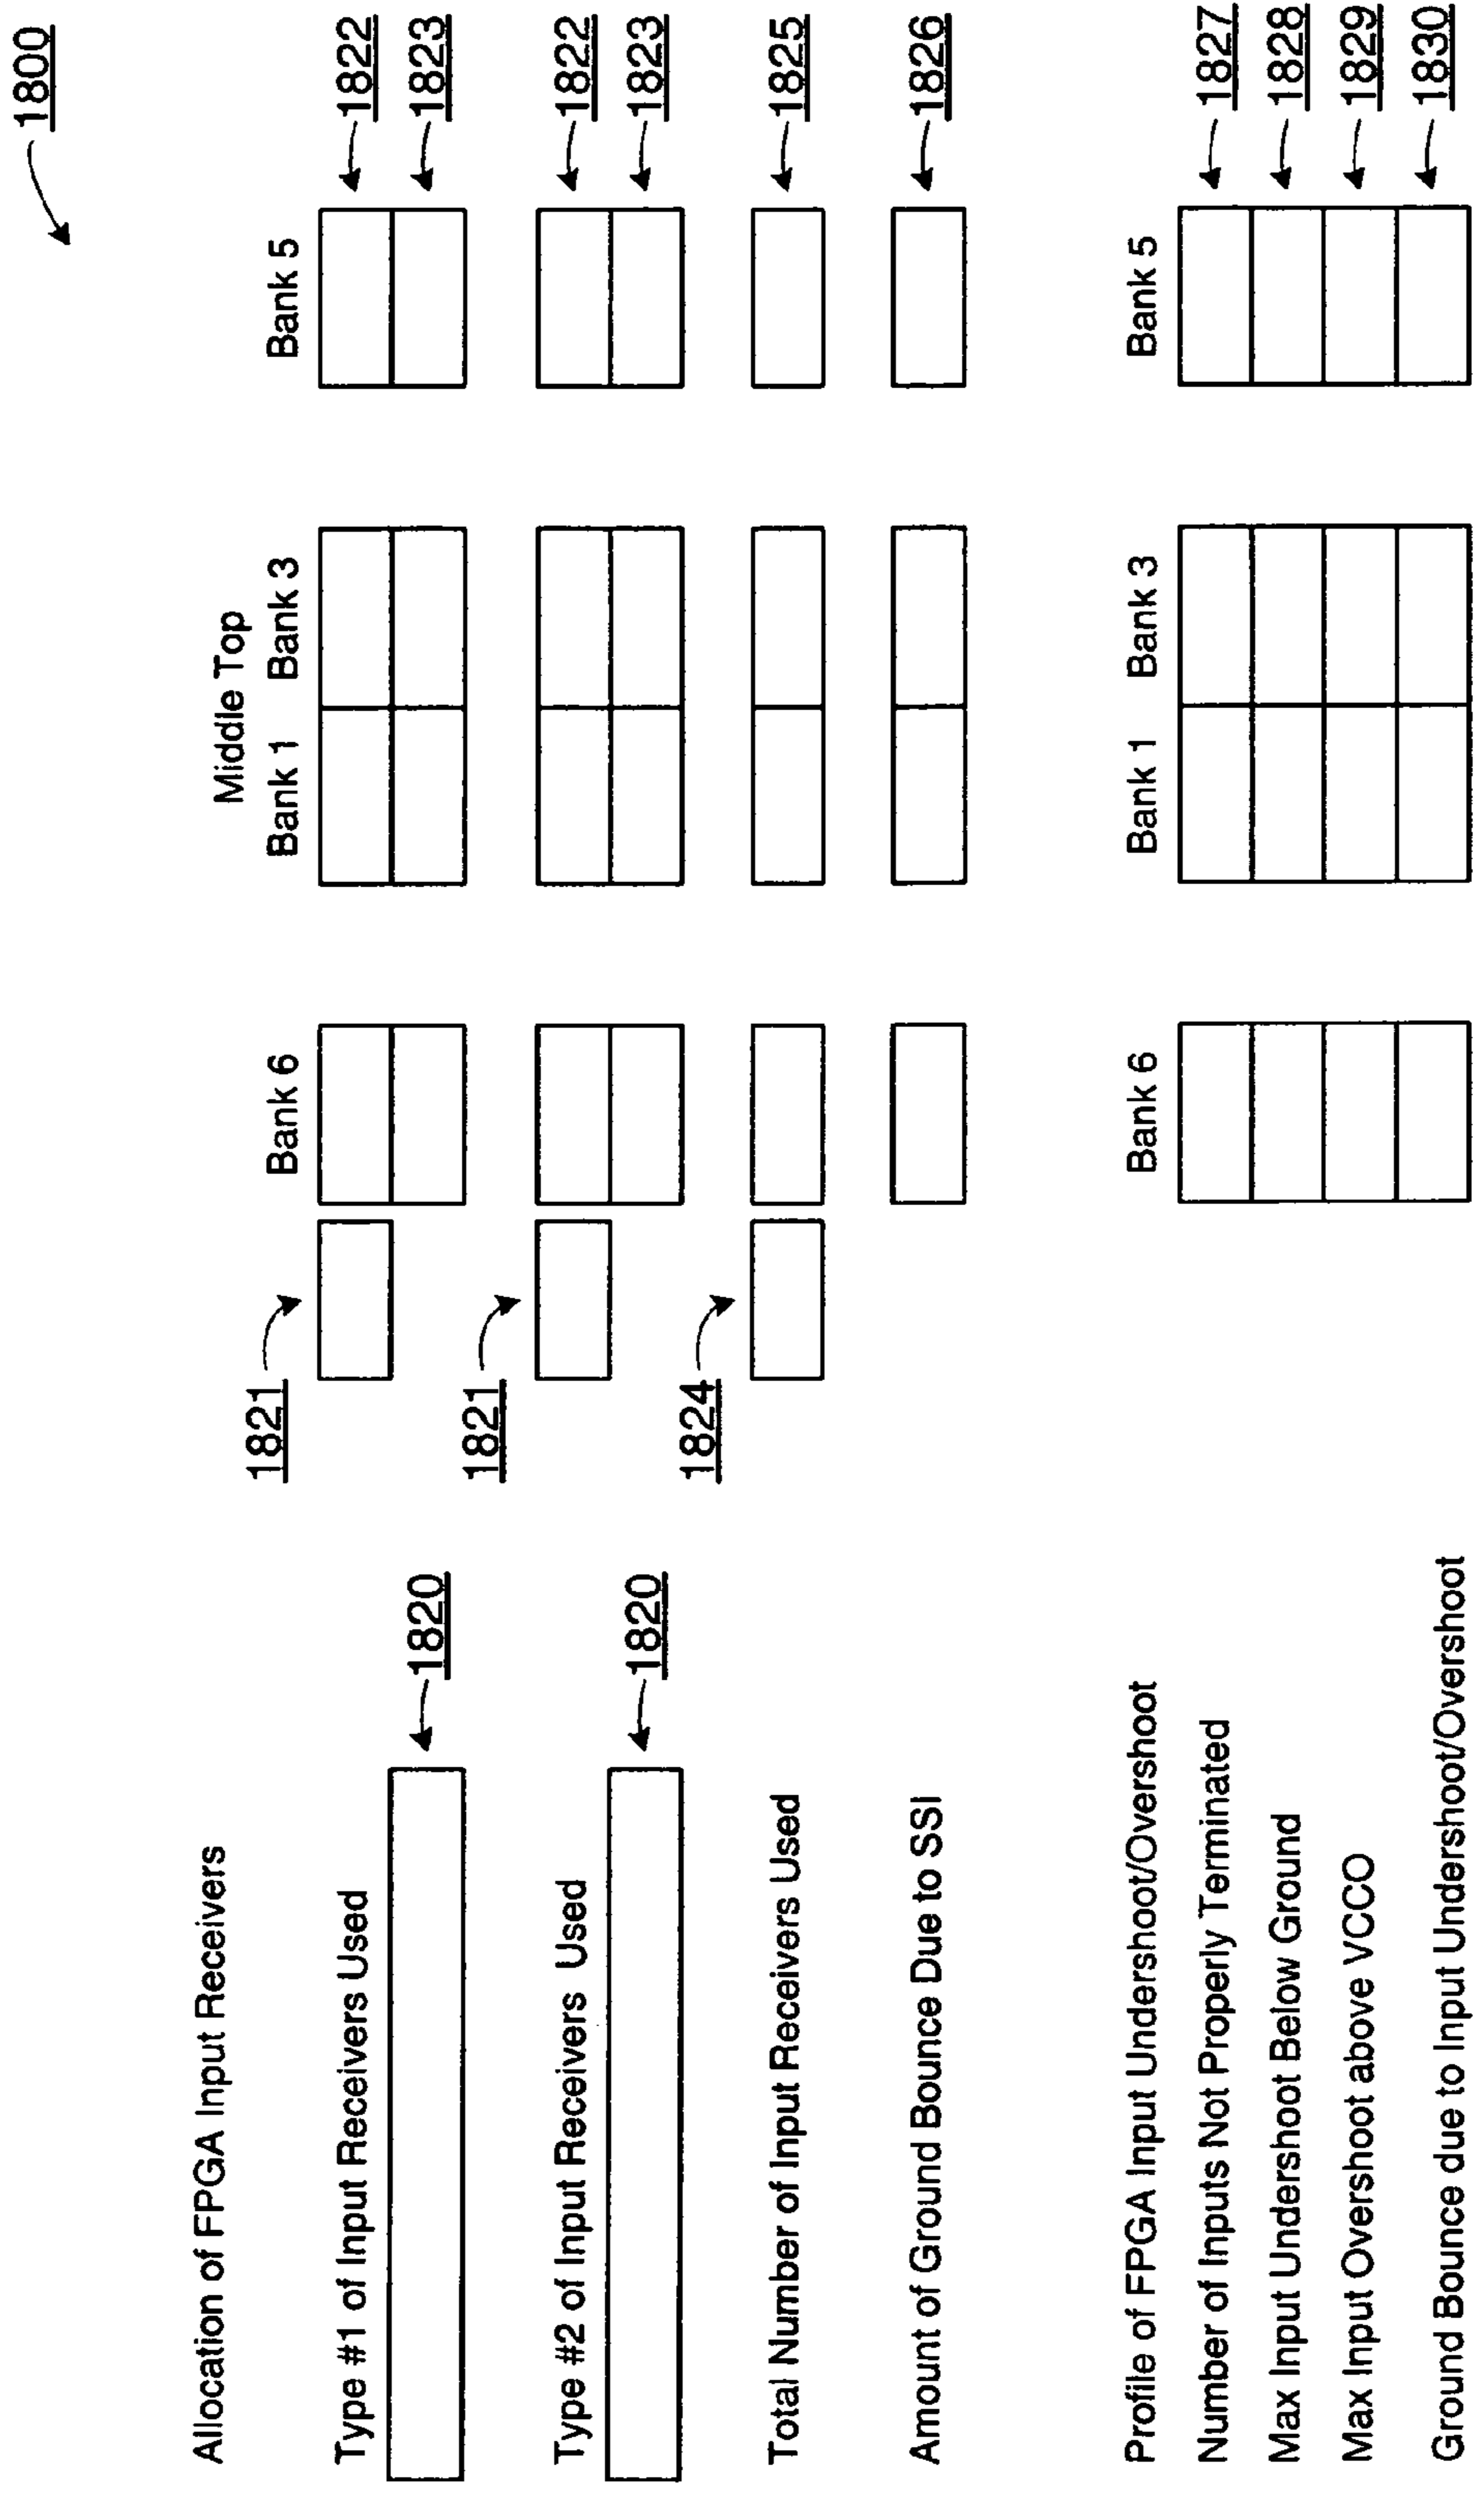 1800
Middle Top
Allocation of FPGA Input Receivers
1821
Bank 6 Bank 1 Bank 3 Bank 5
Type #1 of Input Receivers Used
1822
1820
1823
1821
Type #2 of Input Receivers Used
1822
1820
1823
1824
Total Number of Input Receivers Used
1825
Amount of Ground Bounce Due to SSI
1826
Profile of FPGA Input Undershoot/Overshoot
Bank 6 Bank 1 Bank 3 Bank 5
Number of Inputs Not Properly Terminated
1827
Max Input Undershoot Below Ground
1828
Max Input Overshoot above VCCO
1829
Ground Bounce due to Input Undershoot/Overshoot
1830